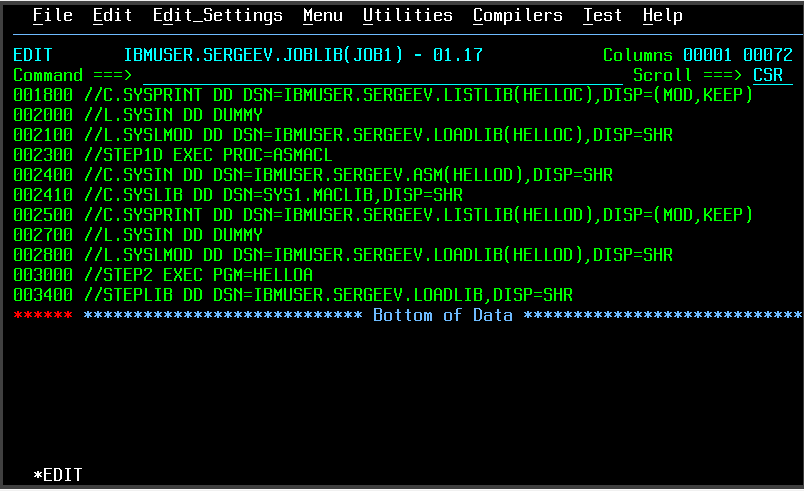 File  Edit  Edit_Settings  Menu  Utilities  Compilers  Test  Help
EDIT       IBMUSER.SERGEEV.JOBLIB(JOB1) - 01.17            Columns 00001 00072
Command ===>                                                  Scroll ===> CSR
001800 //C.SYSPRINT DD DSN=IBMUSER.SERGEEV.LISTLIB(HELLOC),DISP=(MOD,KEEP)
002000 //L.SYSIN DD DUMMY
002100 //L.SYSLMOD DD DSN=IBMUSER.SERGEEV.LOADLIB(HELLOC),DISP=SHR
002300 //STEP1D EXEC PROC=ASMACL
002400 //C.SYSIN DD DSN=IBMUSER.SERGEEV.ASM(HELLOD),DISP=SHR
002410 //C.SYSLIB DD DSN=SYS1.MACLIB,DISP=SHR
002500 //C.SYSPRINT DD DSN=IBMUSER.SERGEEV.LISTLIB(HELLOD),DISP=(MOD,KEEP)
002700 //L.SYSIN DD DUMMY
002800 //L.SYSLMOD DD DSN=IBMUSER.SERGEEV.LOADLIB(HELLOD),DISP=SHR
003000 //STEP2 EXEC PGM=HELLOA
003400 //STEPLIB DD DSN=IBMUSER.SERGEEV.LOADLIB,DISP=SHR
****** **************************** Bottom of Data ****************************
*EDIT